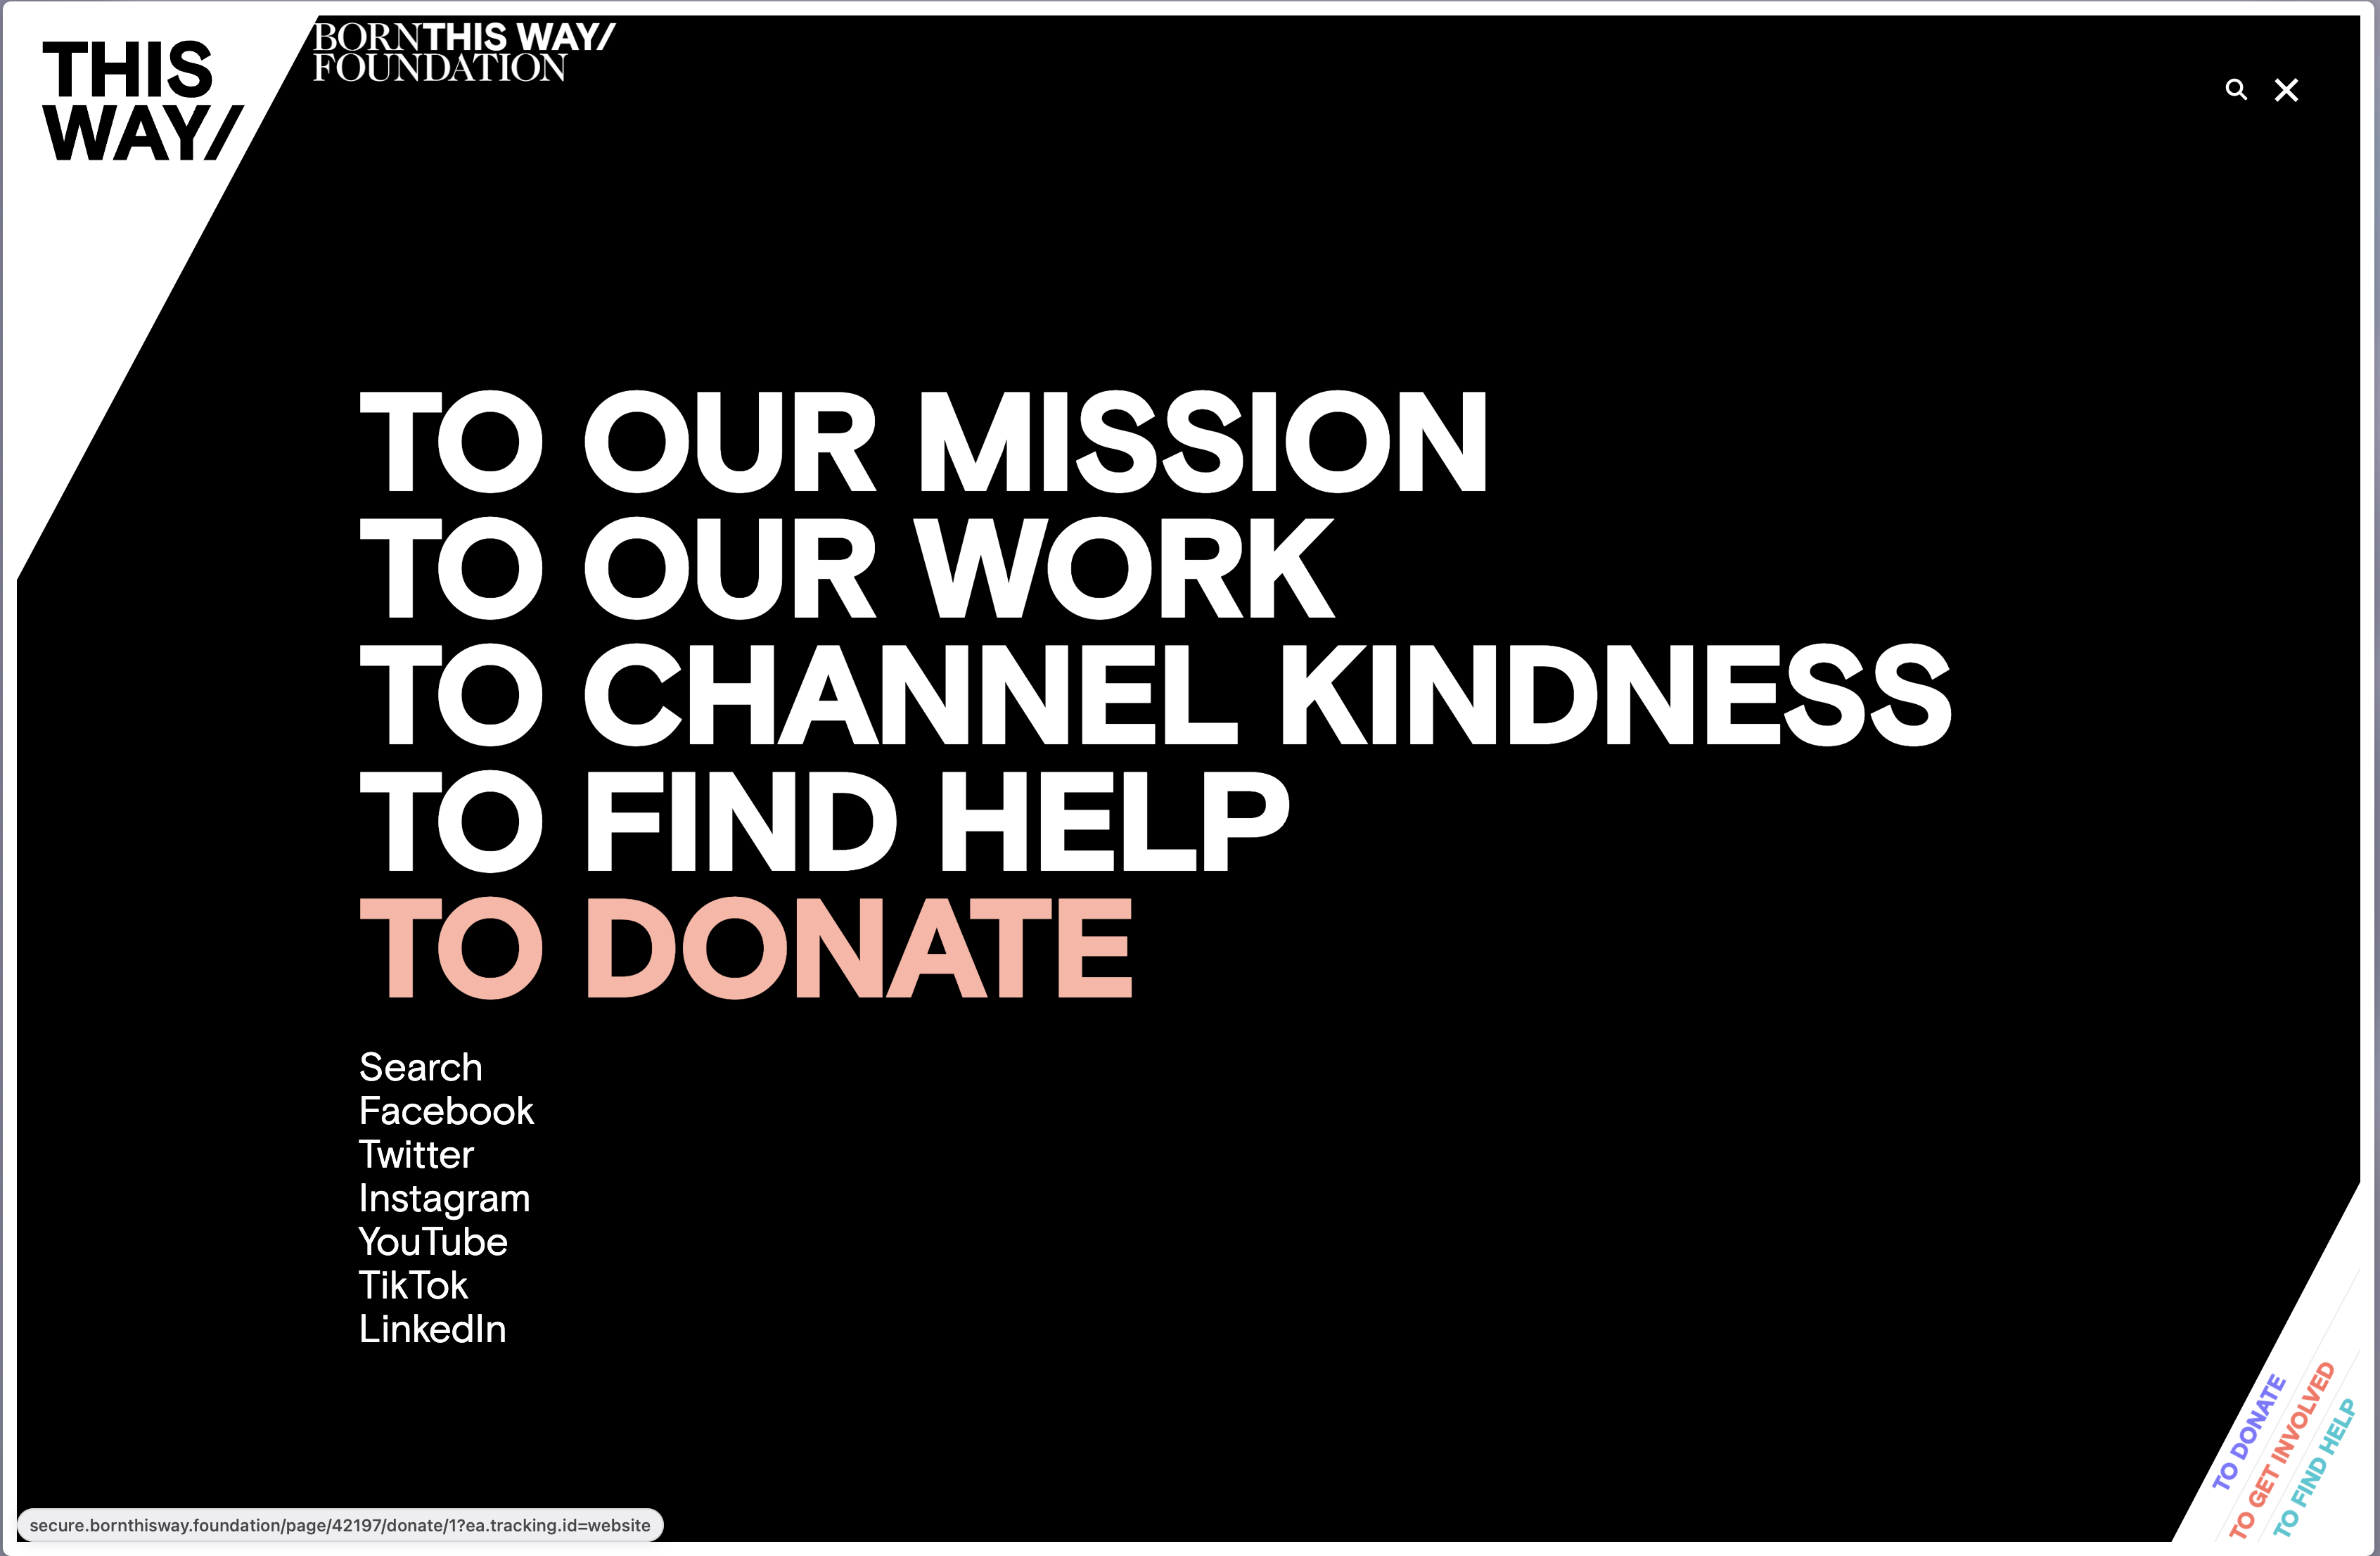 THIS
WAY/
BORN THIS WAY/
FOUNDATION
TO OUR MISSION
TO OUR WORK
TO CHANNEL KINDNESS
TO FIND HELP
TO DONATE
Search
Facebook
Twitter
Instagram
YouTube
TikTok
LinkedIn
TO DONATE
TO GET INVOLVED
TO FIND HELP
secure.bornthisway.foundation/page/42197/donate/1?ea.tracking.id=website